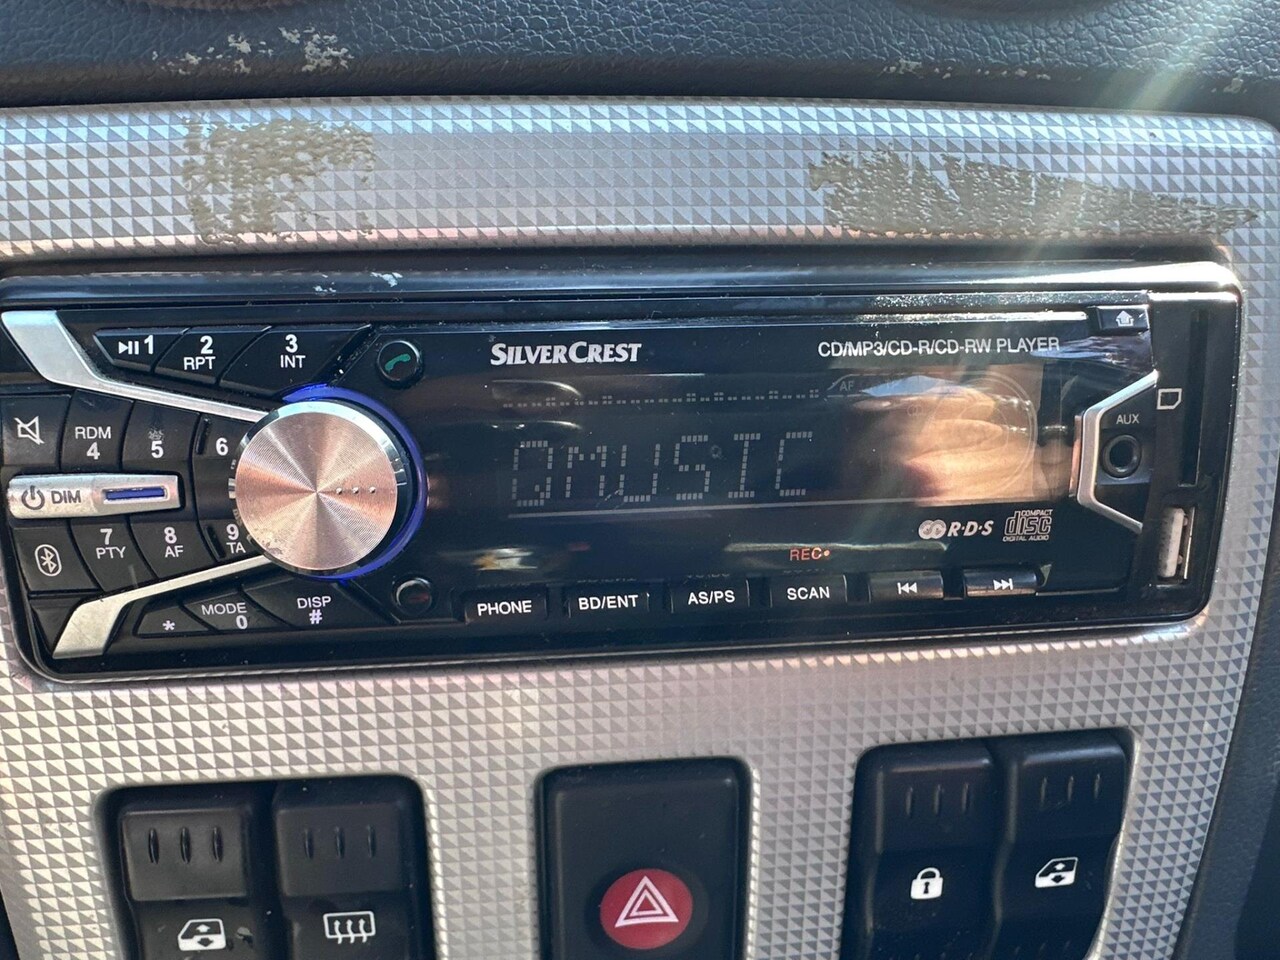 1
2
RPT
3
INT
SILVERCREST
CD/MP3/CD-R/CD-RW PLAYER
AF
RDM
4
5
6
AUX
QMUSIC
DIM
7
PTY
8
AF
9
TA
R·D·S
COMPACT
disc
DIGITAL AUDIO
REC
*
MODE
0
DISP
#
PHONE
BD/ENT
AS/PS
SCAN